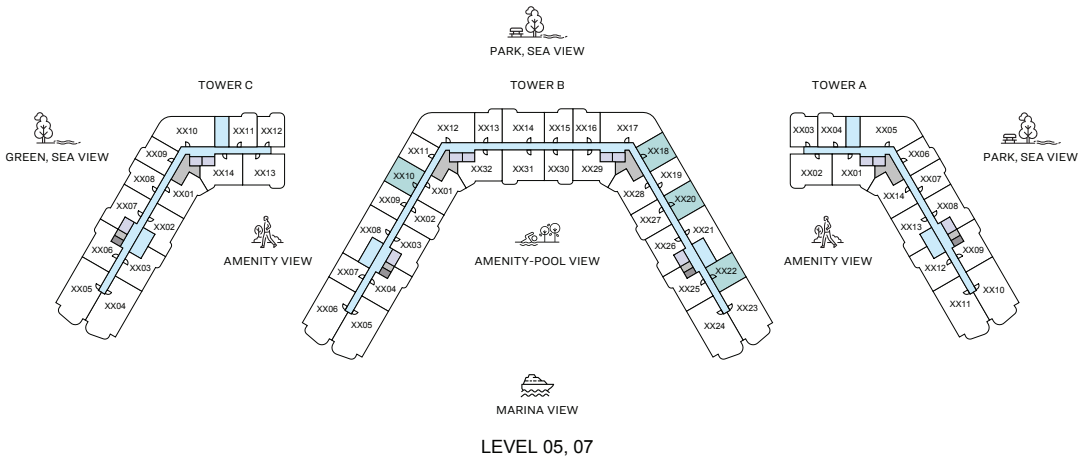 PARK, SEA VIEW
TOWER C
TOWER B
TOWER A
GREEN, SEA VIEW
PARK, SEA VIEW
XX10
XX11
XX12
XX09
XX14
XX13
XX08
XX01
XX07
XX02
XX06
XX03
XX05
XX04
AMENITY VIEW
XX12
XX13
XX14
XX15
XX16
XX17
XX11
XX32
XX31
XX30
XX29
XX18
XX10
XX01
XX28
XX19
XX09
XX02
XX27
XX20
XX08
XX03
XX26
XX21
XX07
XX04
XX25
XX22
XX06
XX05
XX24
XX23
AMENITY-POOL VIEW
XX03
XX04
XX05
XX02
XX01
XX06
XX14
XX07
XX13
XX08
XX12
XX09
XX11
XX10
AMENITY VIEW
MARINA VIEW
LEVEL 05, 07